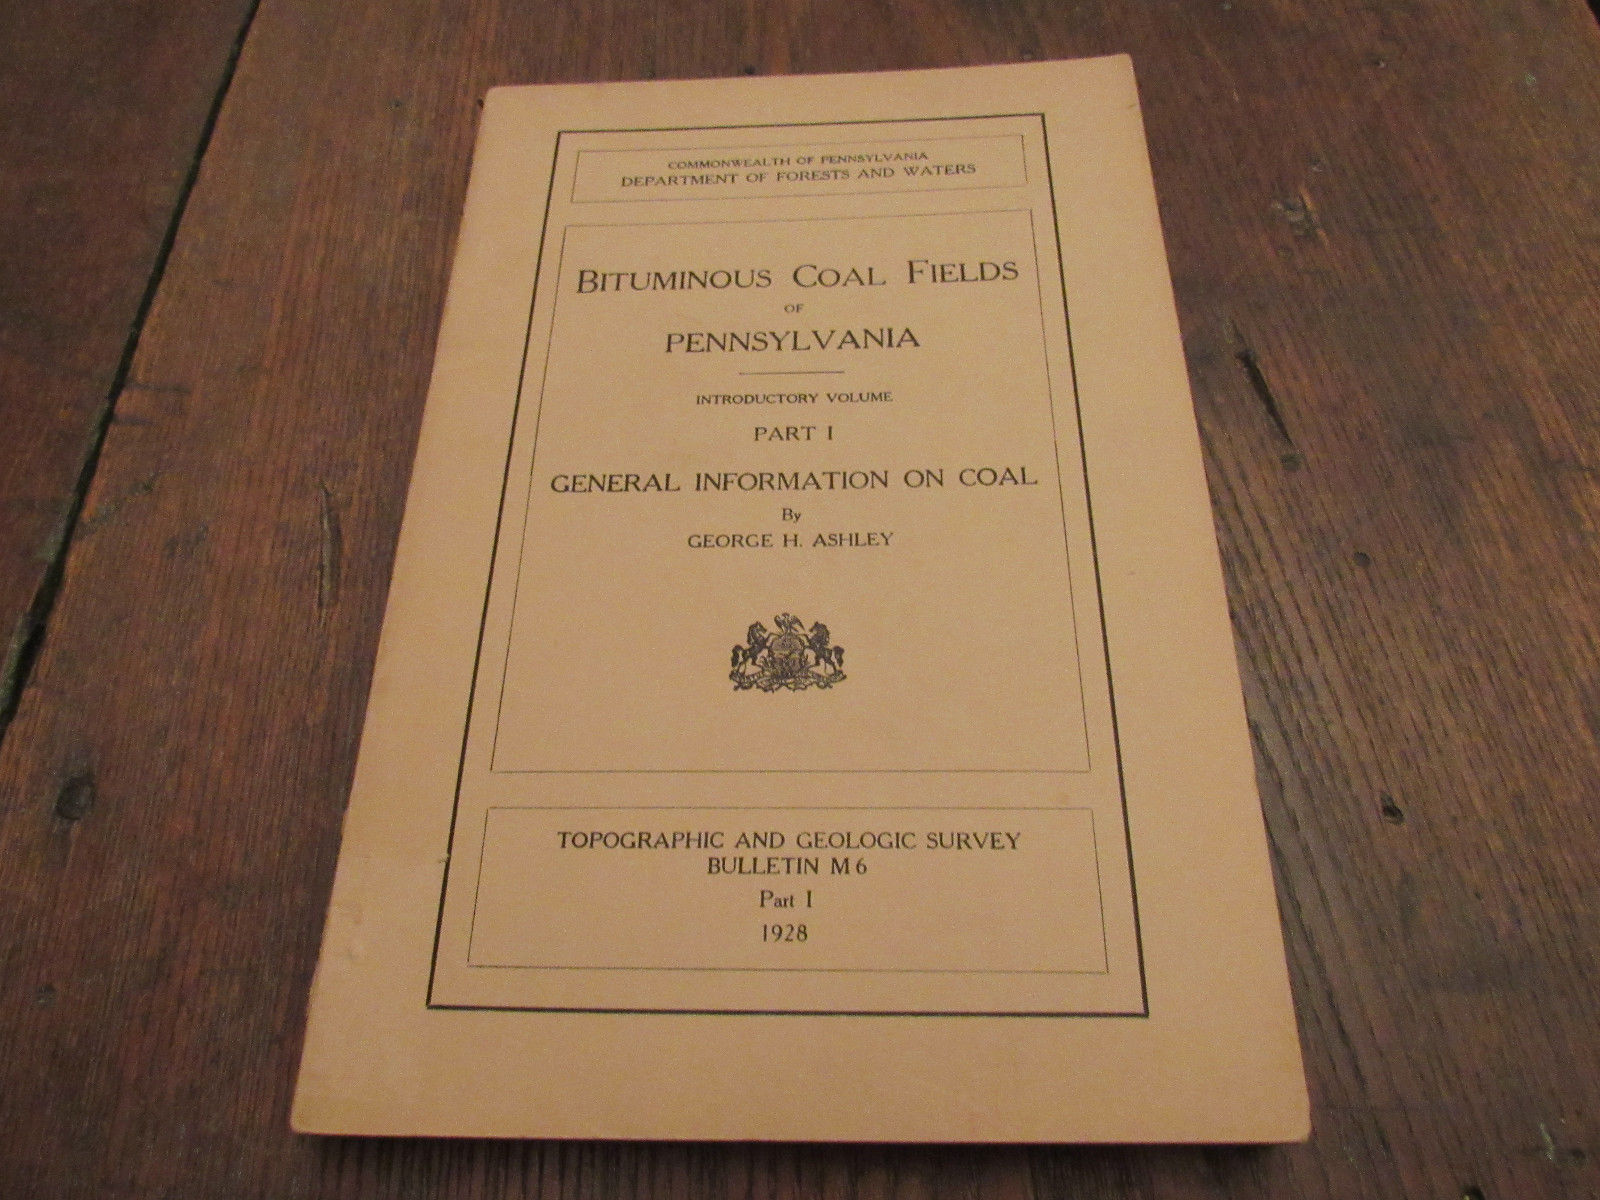 COMMONWEALTH OF PENNSYLVANIA
DEPARTMENT OF FORESTS AND WATERS
BITUMINOUS COAL FIELDS
OF
PENNSYLVANIA
INTRODUCTORY VOLUME
PART I
GENERAL INFORMATION ON COAL
By
GEORGE H. ASHLEY
TOPOGRAPHIC AND GEOLOGIC SURVEY
BULLETIN M 6
Part I
1928